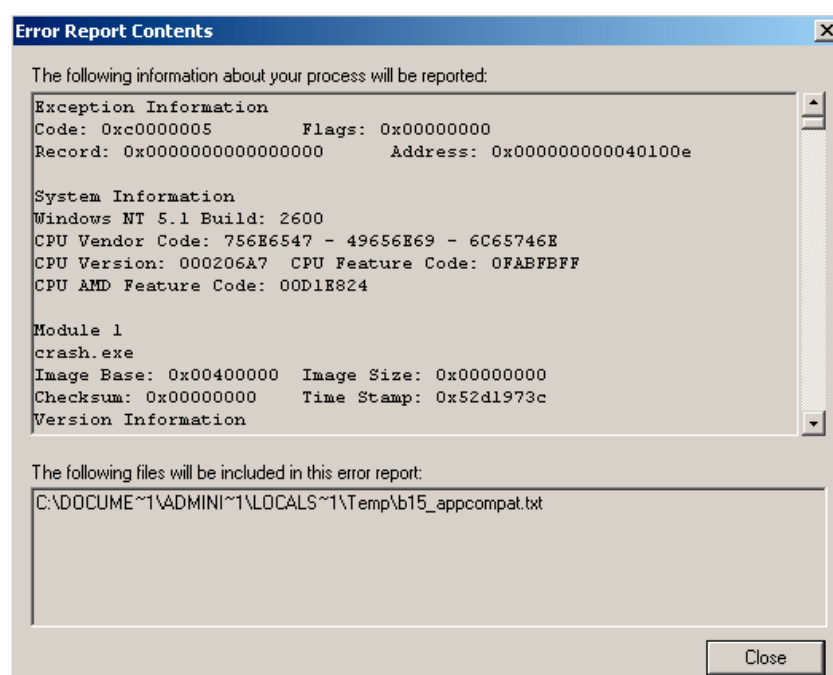 Error Report Contents
The following information about your process will be reported:
Exception Information
Code: 0xc0000005 Flags: 0x00000000
Record: 0x0000000000000000 Address: 0x000000000040100e
System Information
Windows NT 5.1 Build: 2600
CPU Vendor Code: 756E6547 - 49656E69 - 6C65746E
CPU Version: 000206A7 CPU Feature Code: 0FABFBFF
CPU AMD Feature Code: 00D1E824
Module 1
crash.exe
Image Base: 0x00400000 Image Size: 0x00000000
Checksum: 0x00000000 Time Stamp: 0x52d1973c
Version Information
The following files will be included in this error report:
C:\DOCUME~1\ADMINI~1\LOCALS~1\Temp\b15_appcompat.txt
Close